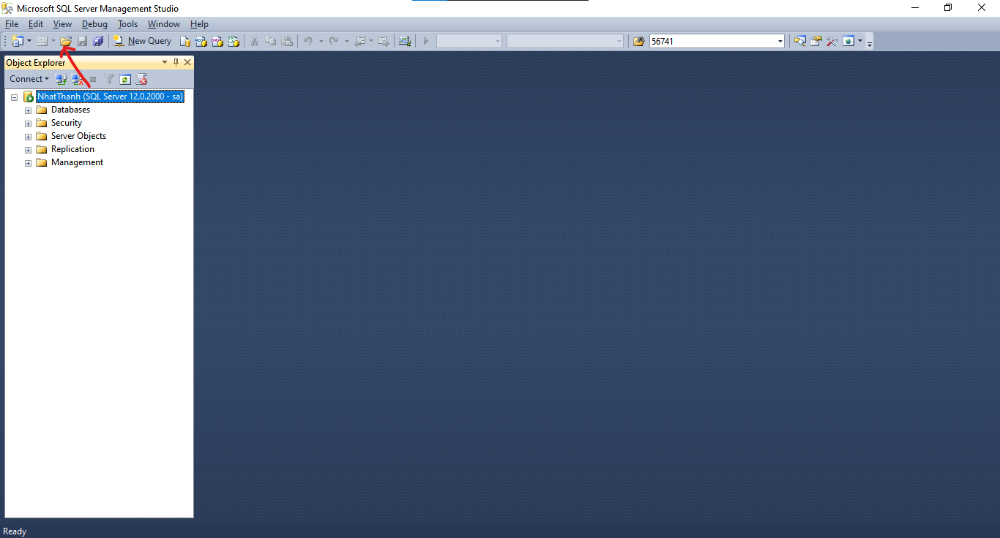 Microsoft SQL Server Management Studio
File Edit View Debug Tools Window Help
New Query 56741
Object Explorer
Connect
NhatThanh (SQL Server 12.0.2000 - sa)
Databases
Security
Server Objects
Replication
Management
Ready